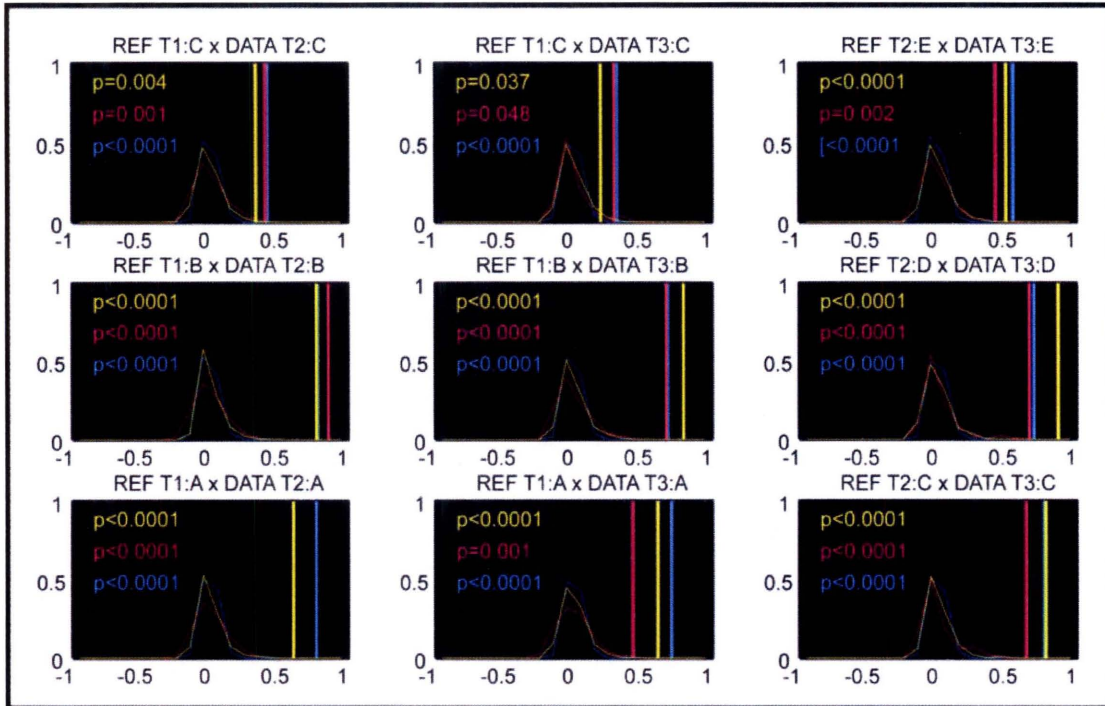 REF T1:C x DATA T2:C
p=0.004
p=0.001
p<0.0001
1
0.5
0
-1 -0.5 0 0.5 1
REF T1:C x DATA T3:C
p=0.037
p=0.048
p<0.0001
1
0.5
0
-1 -0.5 0 0.5 1
REF T2:E x DATA T3:E
p<0.0001
p=0.002
[<0.0001
1
0.5
0
-1 -0.5 0 0.5 1
REF T1:B x DATA T2:B
p<0.0001
p<0.0001
p<0.0001
1
0.5
0
-1 -0.5 0 0.5 1
REF T1:B x DATA T3:B
p<0.0001
p<0.0001
p<0.0001
1
0.5
0
-1 -0.5 0 0.5 1
REF T2:D x DATA T3:D
p<0.0001
p<0.0001
p<0.0001
1
0.5
0
-1 -0.5 0 0.5 1
REF T1:A x DATA T2:A
p<0.0001
p<0.0001
p<0.0001
1
0.5
0
-1 -0.5 0 0.5 1
REF T1:A x DATA T3:A
p<0.0001
p=0.001
p<0.0001
1
0.5
0
-1 -0.5 0 0.5 1
REF T2:C x DATA T3:C
p<0.0001
p<0.0001
p<0.0001
1
0.5
0
-1 -0.5 0 0.5 1